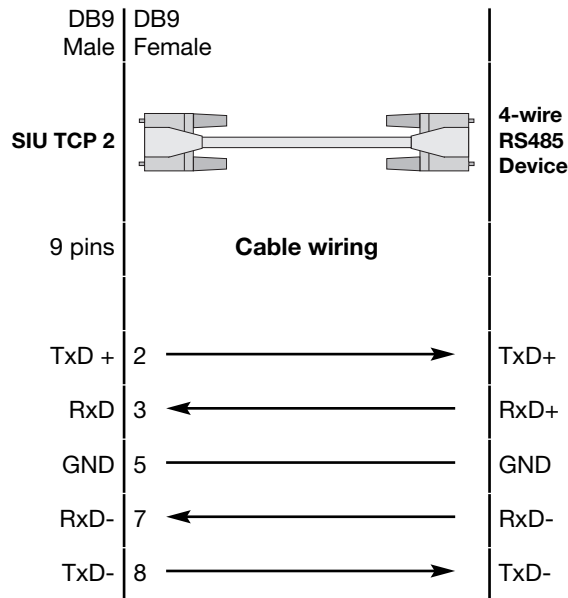 DB9 DB9
Male Female
SIU TCP 2
4-wire
RS485
Device
9 pins Cable wiring
TxD + 2 TxD+
RxD 3 RxD+
GND 5 GND
RxD- 7 RxD-
TxD- 8 TxD-